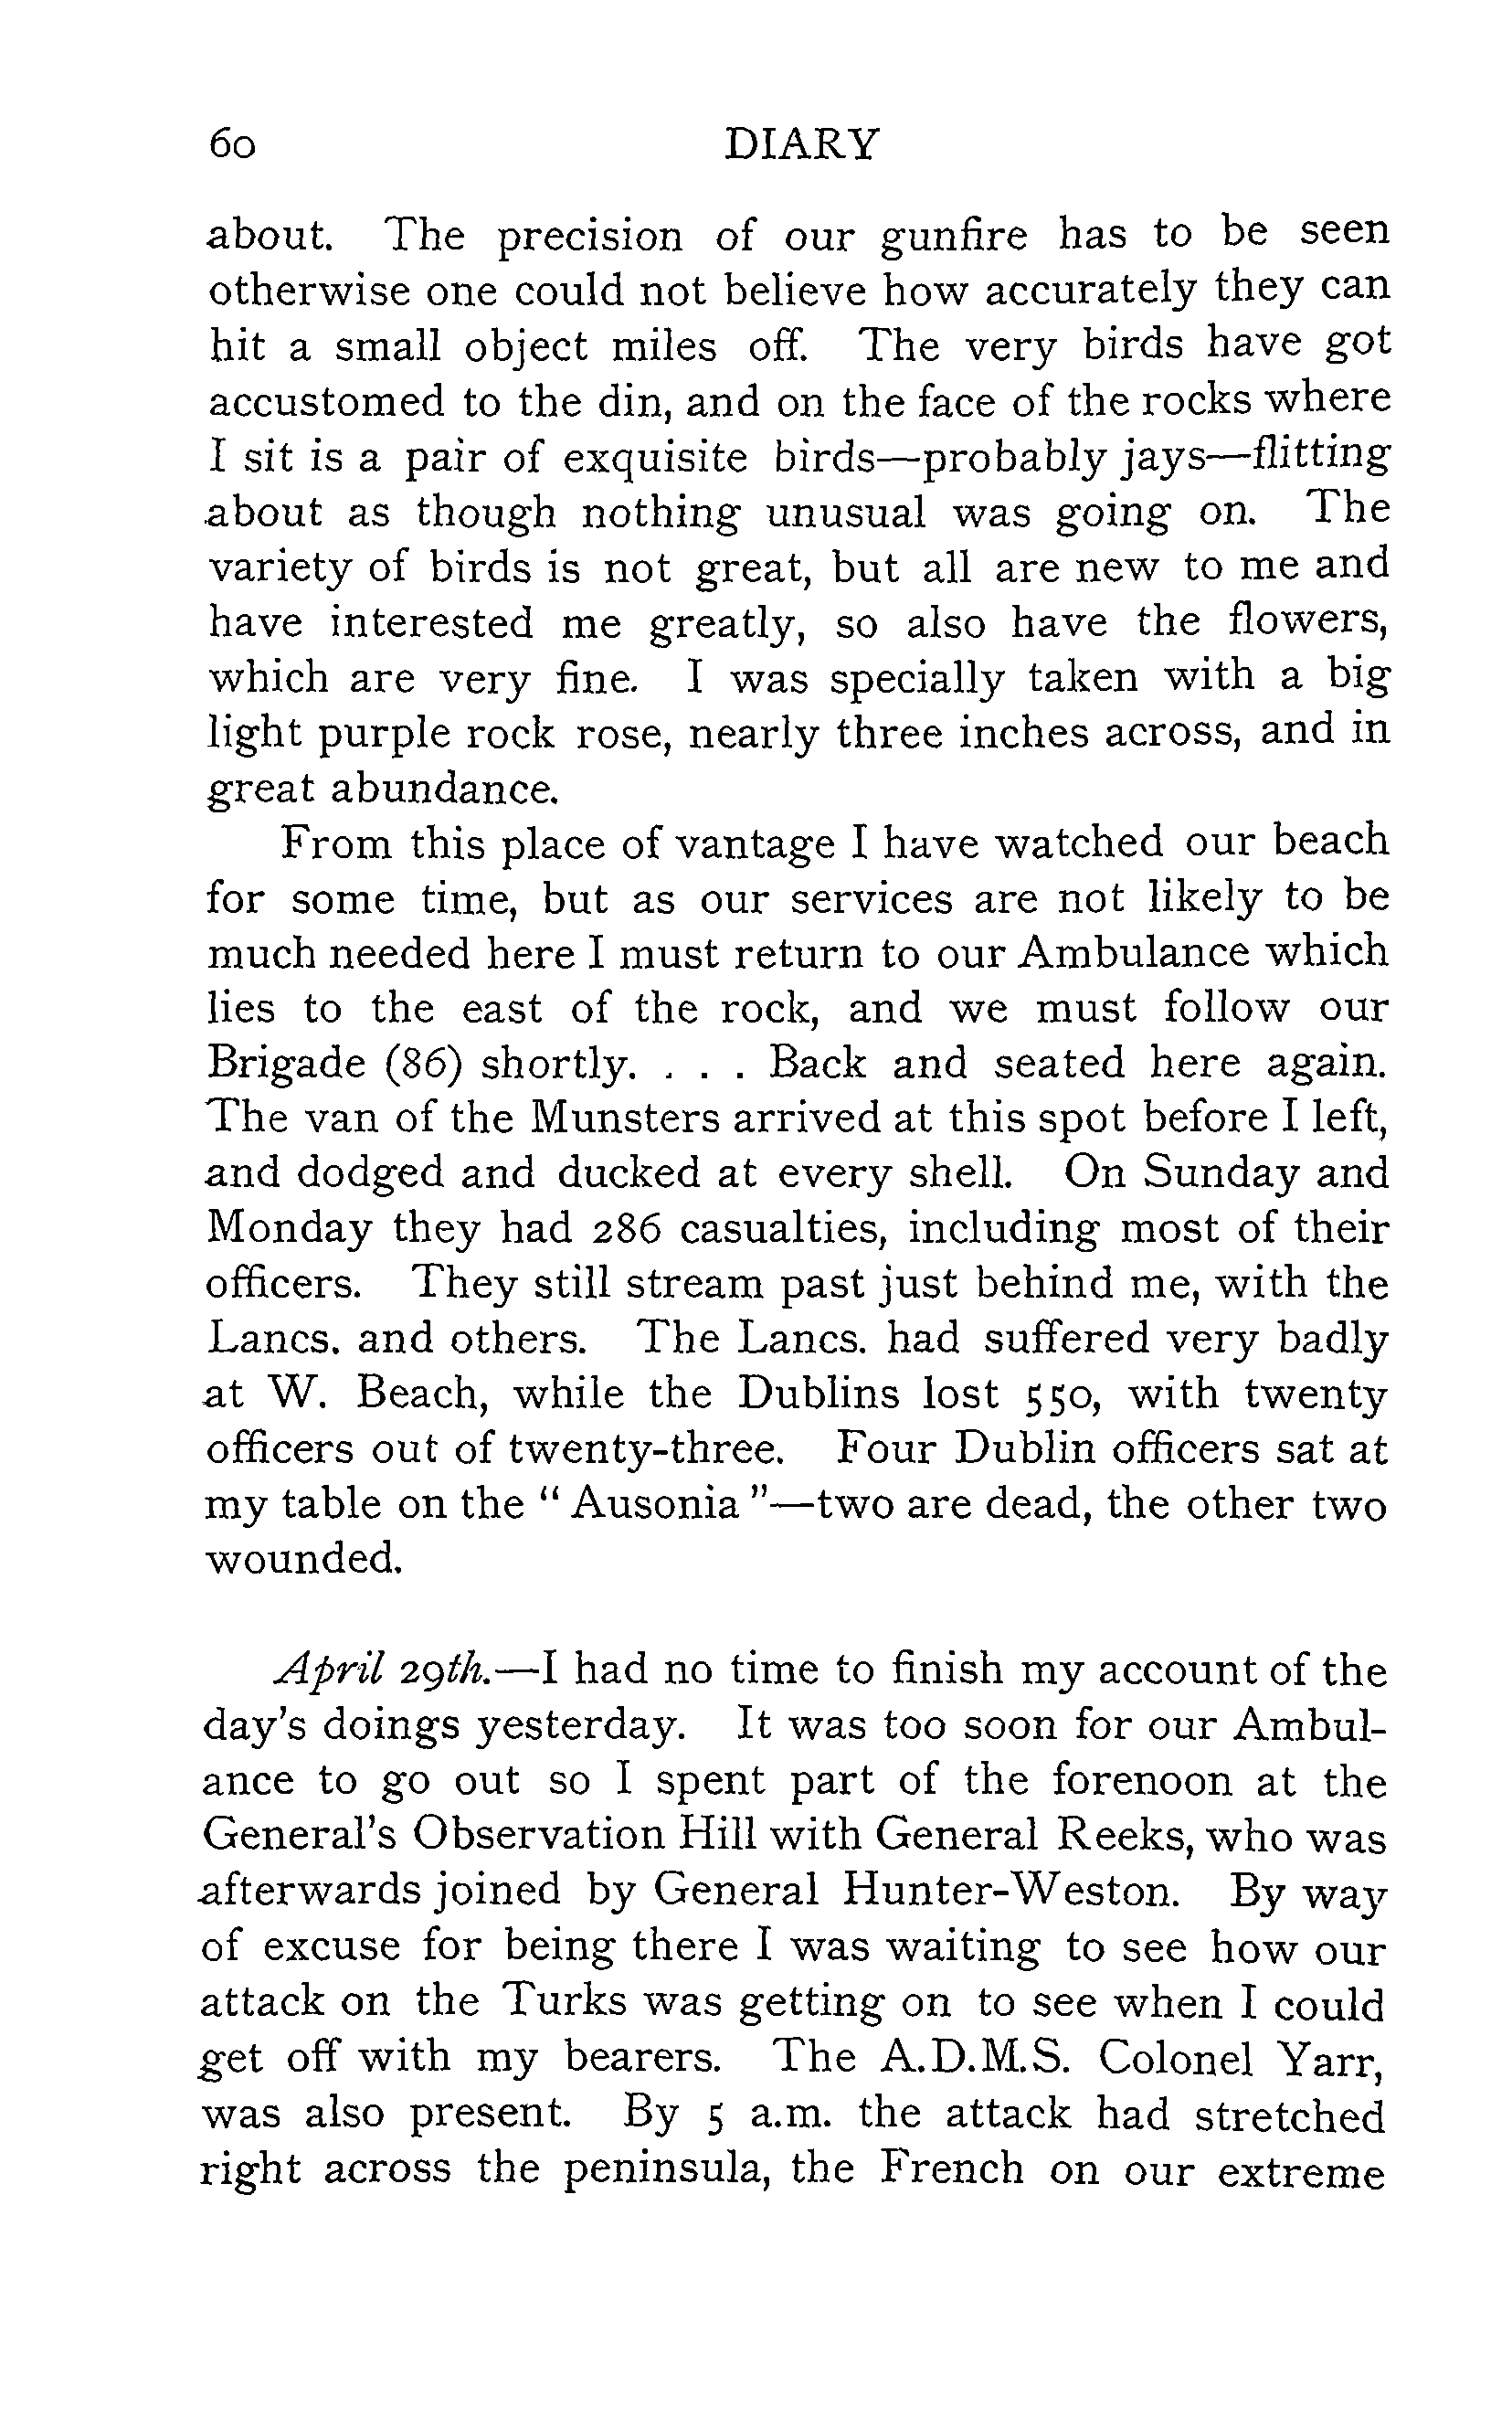 60 DIARY
about. The precision of our gunfire has to be seen
otherwise one could not believe how accurately they can
hit a small object miles off. The very birds have got
accustomed to the din, and on the face of the rocks where
I sit is a pair of exquisite birds—probably jays—flitting
about as though nothing unusual was going on. The
variety of birds is not great, but all are new to me and
have interested me greatly, so also have the flowers,
which are very fine. I was specially taken with a big
light purple rock rose, nearly three inches across, and in
great abundance.
From this place of vantage I have watched our beach
for some time, but as our services are not likely to be
much needed here I must return to our Ambulance which
lies to the east of the rock, and we must follow our
Brigade (86) shortly. . . . Back and seated here again.
The van of the Munsters arrived at this spot before I left,
and dodged and ducked at every shell. On Sunday and
Monday they had 286 casualties, including most of their
officers. They still stream past just behind me, with the
Lancs. and others. The Lancs. had suffered very badly
at W. Beach, while the Dublins lost 550, with twenty
officers out of twenty-three. Four Dublin officers sat at
my table on the “ Ausonia ”—two are dead, the other two
wounded.
April 29th.—I had no time to finish my account of the
day's doings yesterday. It was too soon for our Ambul-
ance to go out so I spent part of the forenoon at the
General's Observation Hill with General Reeks, who was
afterwards joined by General Hunter-Weston. By way
of excuse for being there I was waiting to see how our
attack on the Turks was getting on to see when I could
get off with my bearers. The A.D.M.S. Colonel Yarr,
was also present. By 5 a.m. the attack had stretched
right across the peninsula, the French on our extreme